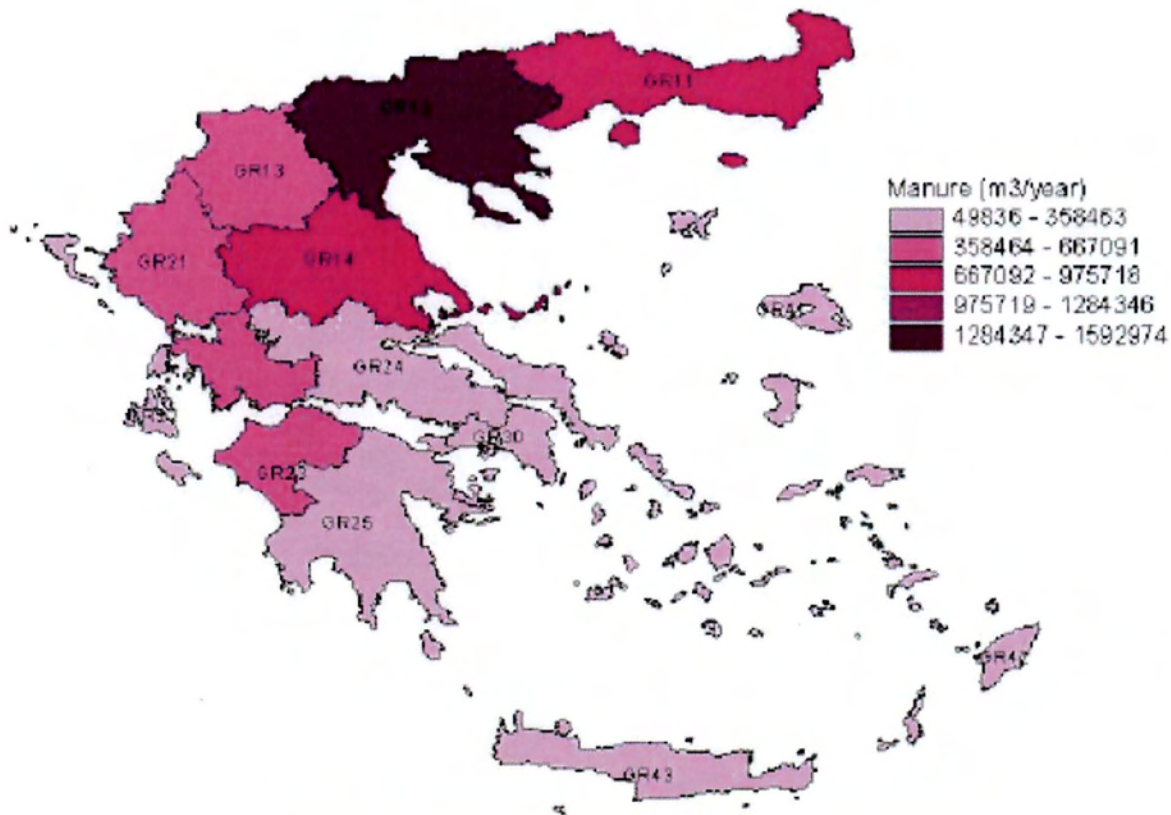 GR11
GR13
GR21
GR14
Manure (m3/year)
49836 - 358463
358464 - 667091
667092 - 975718
975719 - 1284346
1284347 - 1592974
GR24
GR30
GR23
GR25
GR43